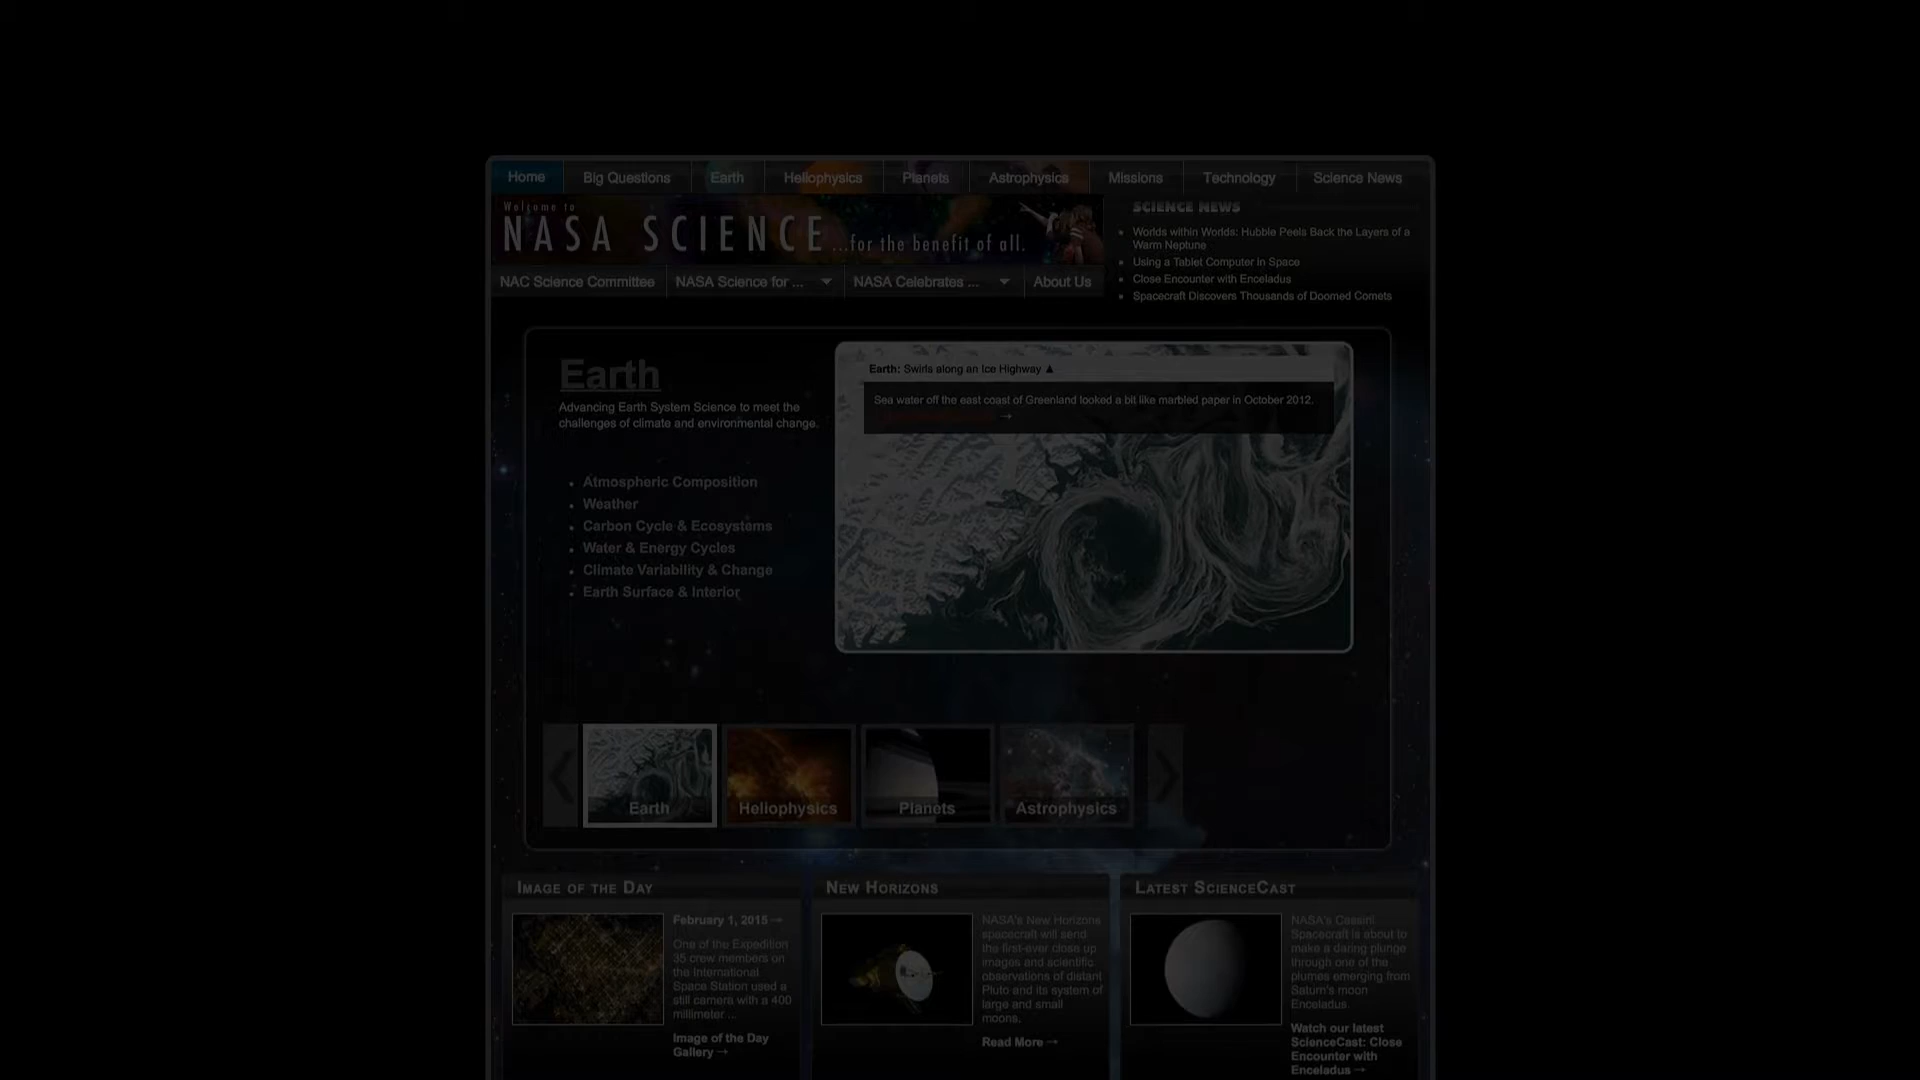 Home Big Questions Earth Heliophysics Planets Astrophysics Missions Technology Science News
Welcome to
NASA SCIENCE ...for the benefit of all.
NAC Science Committee NASA Science for ... NASA Celebrates ... About Us
SCIENCE NEWS
Worlds within Worlds: Hubble Peels Back the Layers of a
Warm Neptune
Using a Tablet Computer in Space
Close Encounter with Enceladus
Spacecraft Discovers Thousands of Doomed Comets
Earth
Advancing Earth System Science to meet the
challenges of climate and environmental change.
Atmospheric Composition
Weather
Carbon Cycle & Ecosystems
Water & Energy Cycles
Climate Variability & Change
Earth Surface & Interior
Earth: Swirls along an Ice Highway ▲
Sea water off the east coast of Greenland looked a bit like marbled paper in October 2012.
→
Earth Heliophysics Planets Astrophysics
IMAGE OF THE DAY
February 1, 2015 →
One of the Expedition
35 crew members on
the International
Space Station used a
still camera with a 400
millimeter ...
Image of the Day
Gallery →
NEW HORIZONS
NASA's New Horizons
spacecraft will send
the first-ever close up
images and scientific
observations of distant
Pluto and its system of
large and small
moons.
Read More →
LATEST SCIENCECAST
NASA's Cassini
Spacecraft is about to
make a daring plunge
through one of the
plumes emerging from
Saturn's moon
Enceladus.
Watch our latest
ScienceCast: Close
Encounter with
Enceladus →